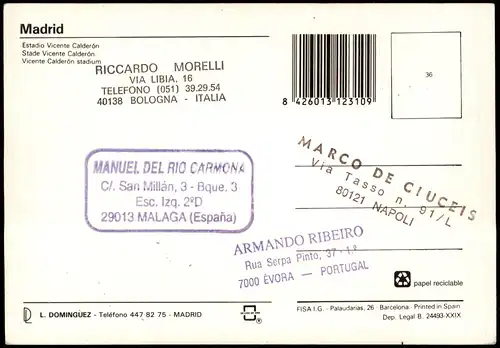 Madrid
Estadio Vicente Calderón
Stade Vicente Calderón
Vicente Calderón stadium
RICCARDO MORELLI
VIA LIBIA, 16
TELEFONO (051) 39.29.54
40138 BOLOGNA - ITALIA
8 426013 123109
36
MANUEL DEL RIO CARMONA
C/. San Millán, 3 - Bque. 3
Esc. Izq. 2ºD
29013 MALAGA (España)
MARCO DE CIUCEIS
Via Tasso n. 91/L
80121 NAPOLI
ARMANDO RIBEIRO
Rua Serpa Pinto, 37 - 1.º
7000 ÉVORA — PORTUGAL
papel reciclable
L. DOMINGUEZ - Teléfono 447 82 75 - MADRID
FISA I.G. - Palaudarias, 26 - Barcelona - Printed in Spain
Dep. Legal B. 24493-XXIX